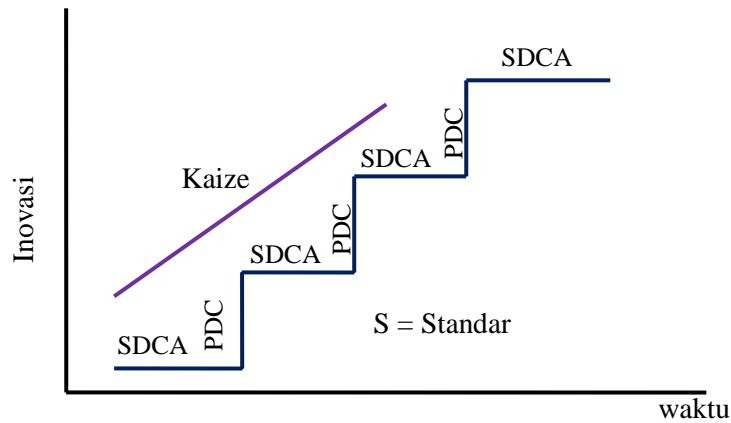 SDCA
PDC
SDCA
Kaize
PDC
SDCA
Inovasi
PDC
S = Standar
SDCA
waktu